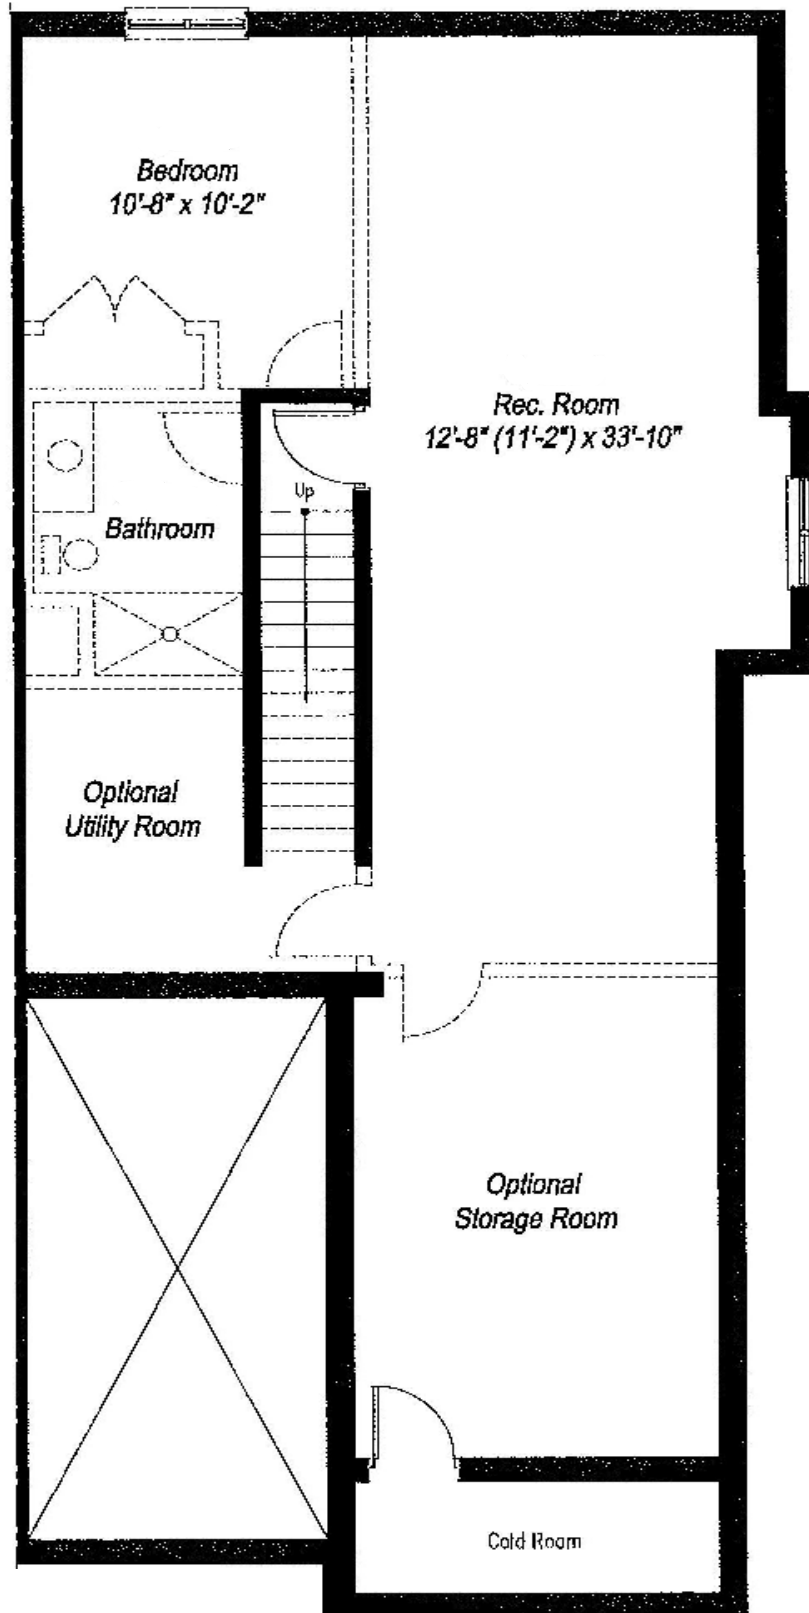 Bedroom
10'-8" x 10'-2"
Rec. Room
12'-8" (11'-2") x 33'-10"
Up
Bathroom
Optional
Utility Room
Optional
Storage Room
Cold Room